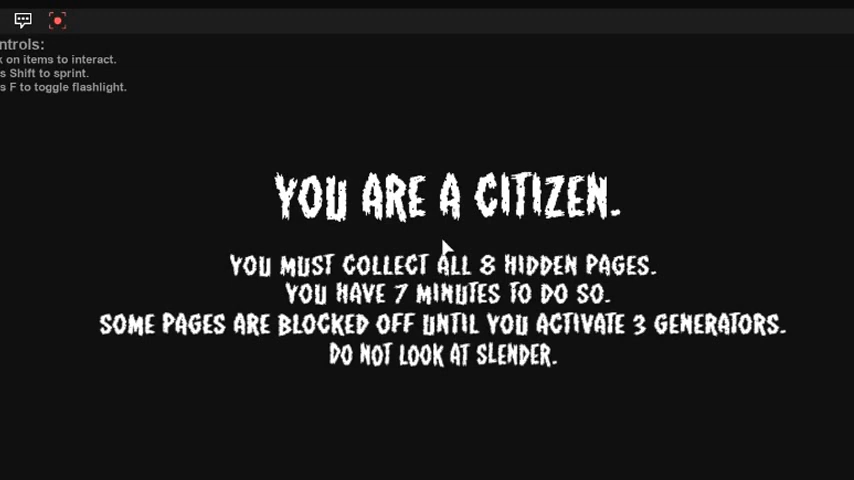 ntrols:
k on items to interact.
s Shift to sprint.
s F to toggle flashlight.
YOU ARE A CITIZEN.
YOU MUST COLLECT ALL 8 HIDDEN PAGES.
YOU HAVE 7 MINUTES TO DO SO.
SOME PAGES ARE BLOCKED OFF UNTIL YOU ACTIVATE 3 GENERATORS.
DO NOT LOOK AT SLENDER.